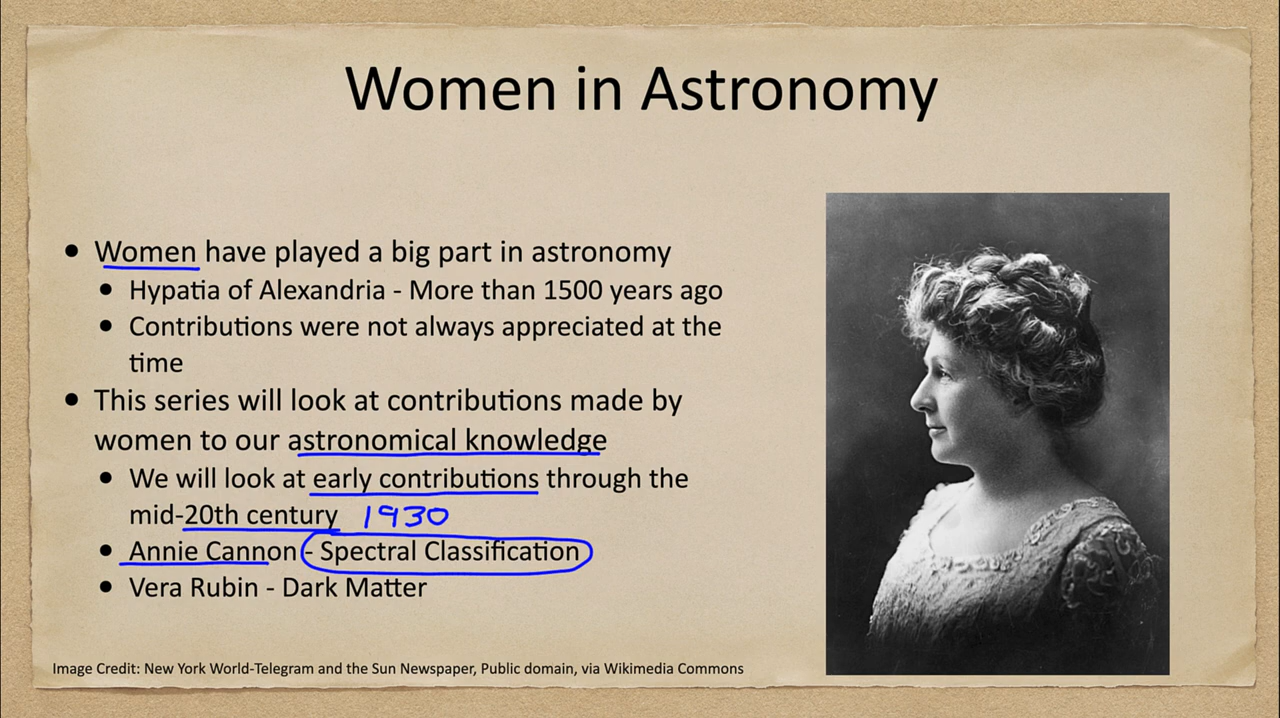 Women in Astronomy
• Women have played a big part in astronomy
• Hypatia of Alexandria - More than 1500 years ago
• Contributions were not always appreciated at the
time
• This series will look at contributions made by
women to our astronomical knowledge
• We will look at early contributions through the
mid-20th century 1930
• Annie Cannon - Spectral Classification
• Vera Rubin - Dark Matter
Image Credit: New York World-Telegram and the Sun Newspaper, Public domain, via Wikimedia Commons